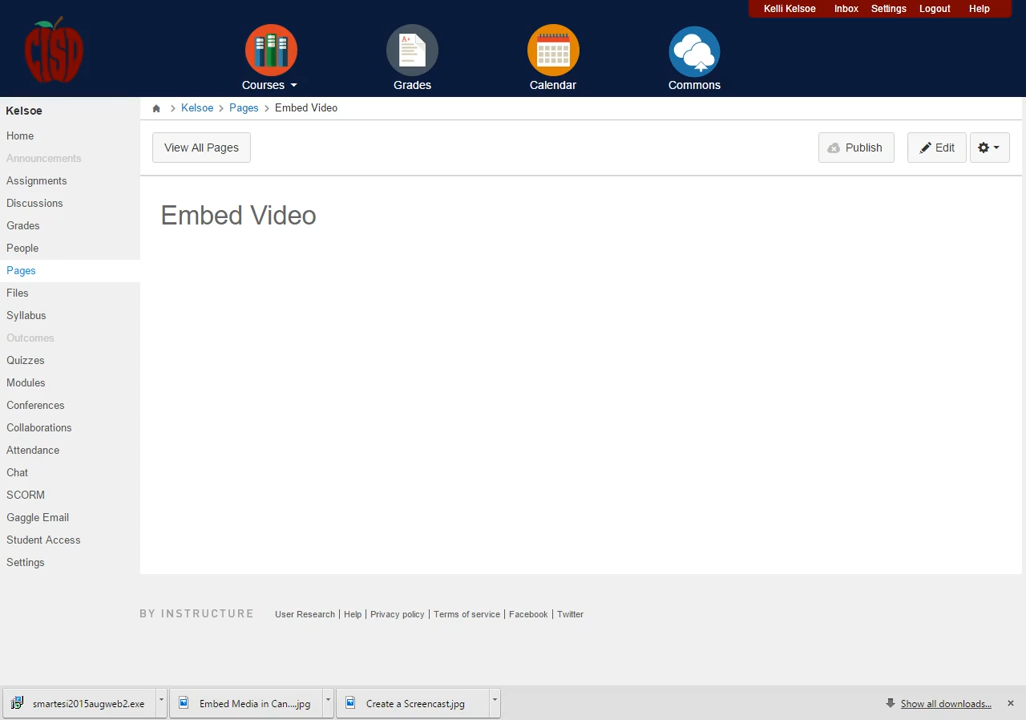 Kelli Kelsoe Inbox Settings Logout Help
CISD
A+
Courses Grades Calendar Commons
Kelsoe
Home
Announcements
Assignments
Discussions
Grades
People
Pages
Files
Syllabus
Outcomes
Quizzes
Modules
Conferences
Collaborations
Attendance
Chat
SCORM
Gaggle Email
Student Access
Settings
Kelsoe > Pages > Embed Video
View All Pages Publish Edit
Embed Video
BY INSTRUCTURE User Research | Help | Privacy policy | Terms of service | Facebook | Twitter
smartesi2015augweb2.exe Embed Media in Can....jpg Create a Screencast.jpg Show all downloads...